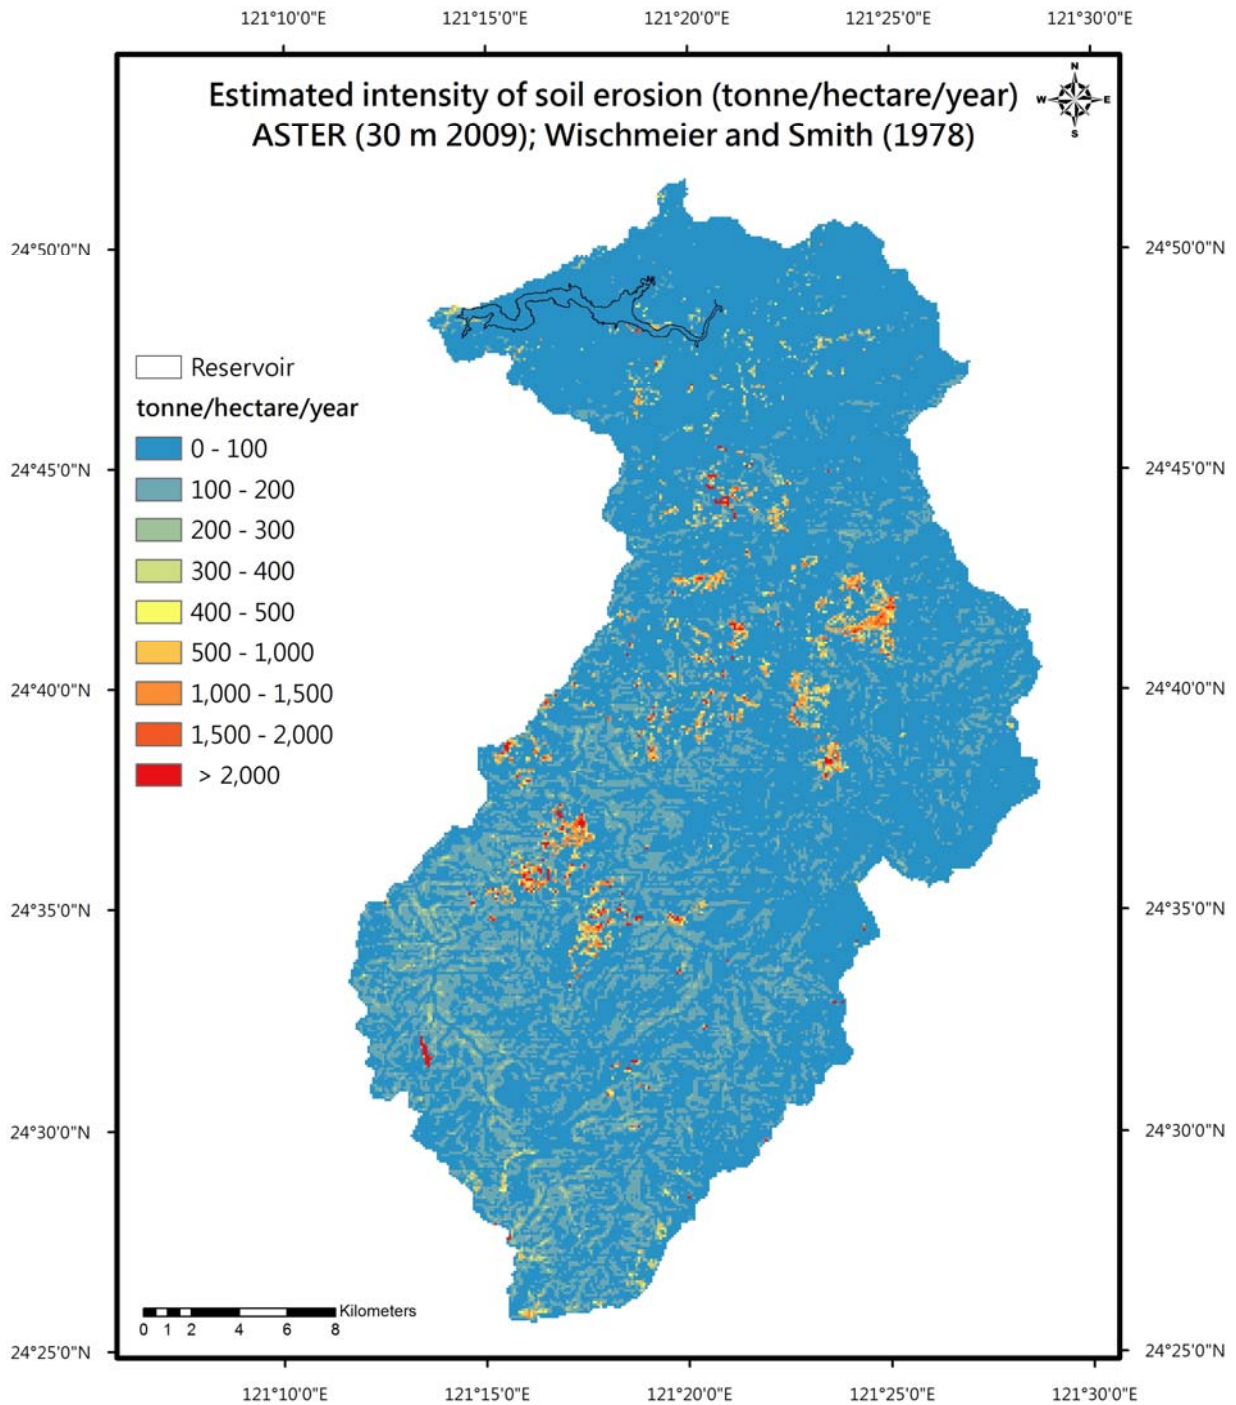 121°10'0"E 121°15'0"E 121°20'0"E 121°25'0"E 121°30'0"E
Estimated intensity of soil erosion (tonne/hectare/year)
ASTER (30 m 2009); Wischmeier and Smith (1978)
N
W E
S
24°50'0"N 24°50'0"N
Reservoir
tonne/hectare/year
0 - 100
24°45'0"N 24°45'0"N
100 - 200
200 - 300
300 - 400
400 - 500
500 - 1,000
24°40'0"N 24°40'0"N
1,000 - 1,500
1,500 - 2,000
> 2,000
24°35'0"N 24°35'0"N
24°30'0"N 24°30'0"N
Kilometers
0 1 2 4 6 8
24°25'0"N 24°25'0"N
121°10'0"E 121°15'0"E 121°20'0"E 121°25'0"E 121°30'0"E